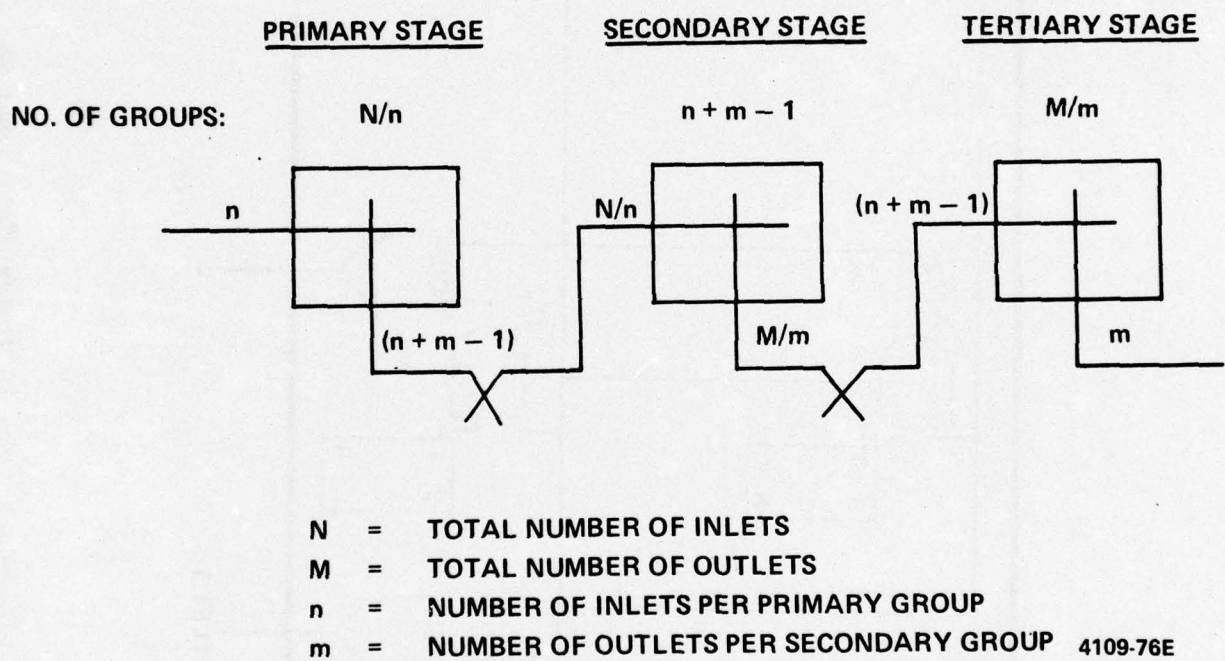 PRIMARY STAGE SECONDARY STAGE TERTIARY STAGE
NO. OF GROUPS: N/n n + m − 1 M/m
n N/n (n + m − 1)
(n + m − 1) M/m m
N = TOTAL NUMBER OF INLETS
M = TOTAL NUMBER OF OUTLETS
n = NUMBER OF INLETS PER PRIMARY GROUP
m = NUMBER OF OUTLETS PER SECONDARY GROUP 4109-76E